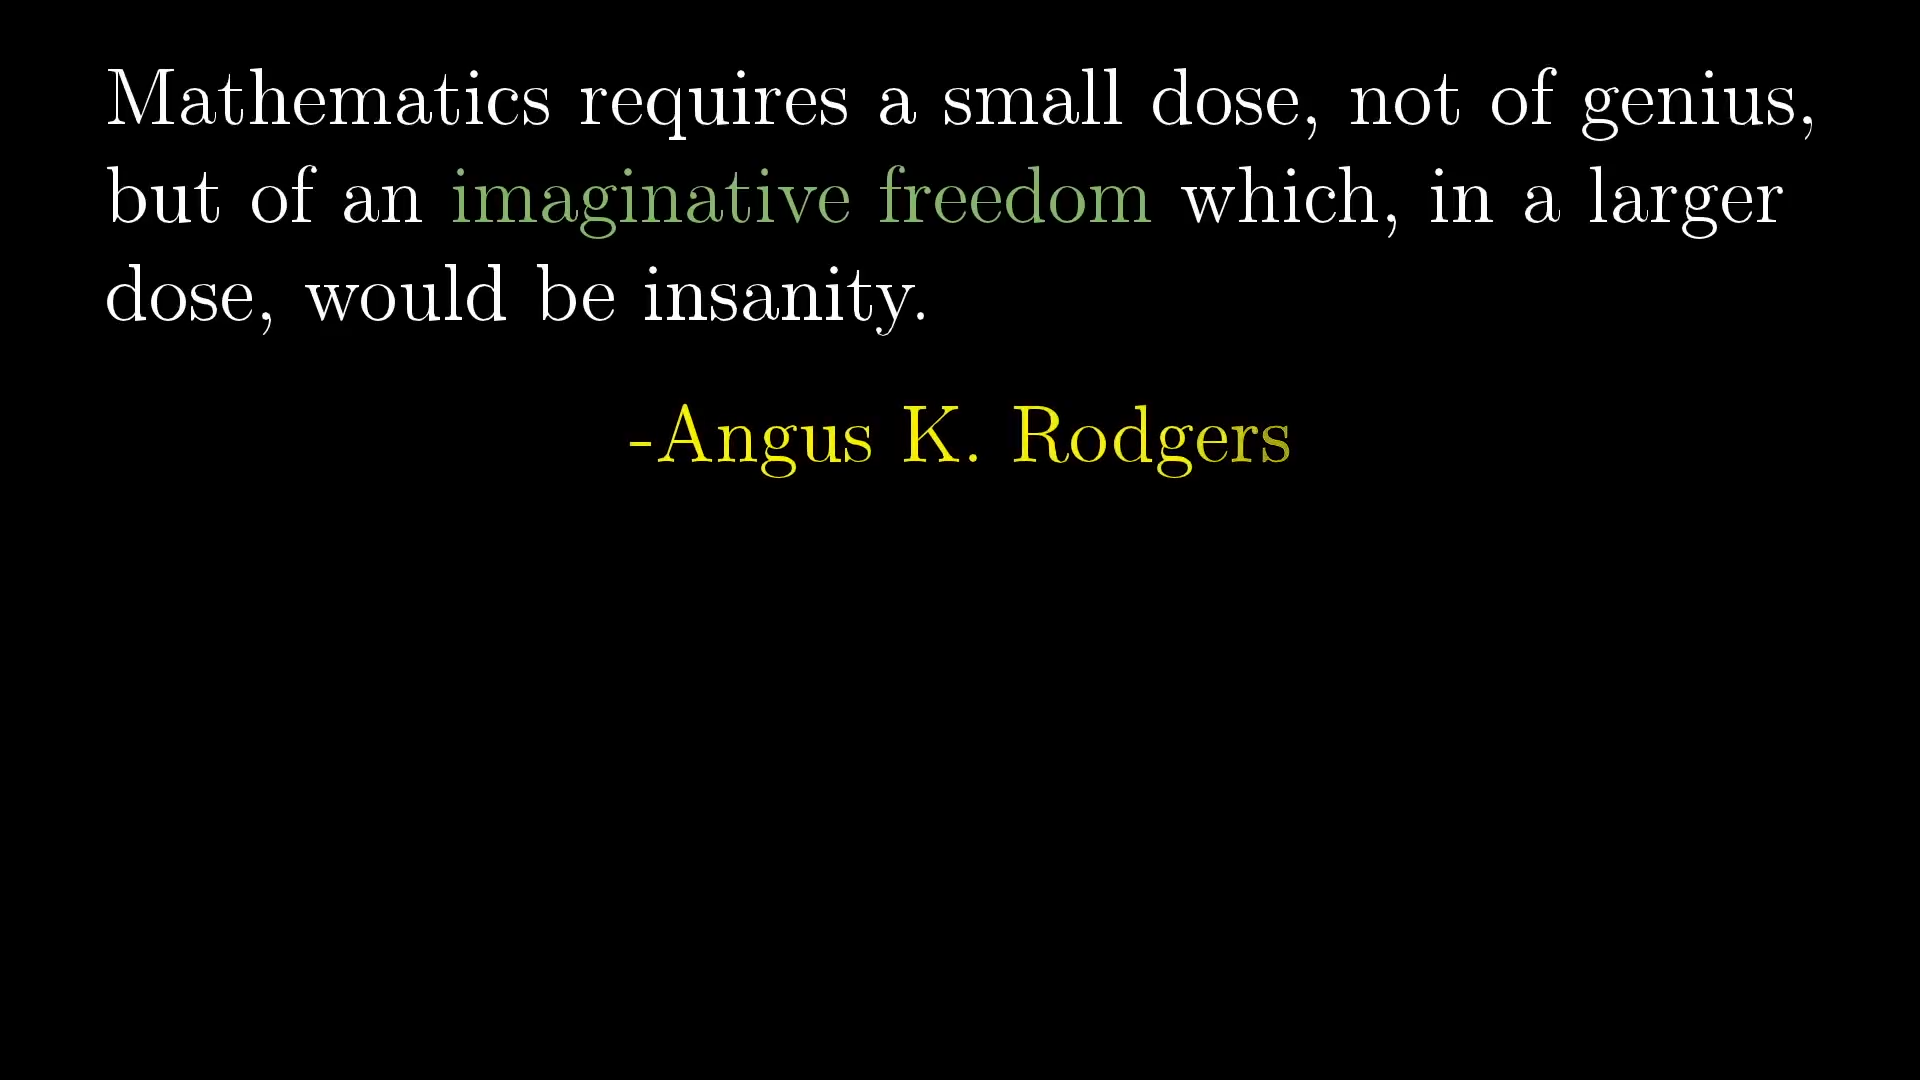 Mathematics requires a small dose, not of genius,
but of an imaginative freedom which, in a larger
dose, would be insanity.
-Angus K. Rodgers